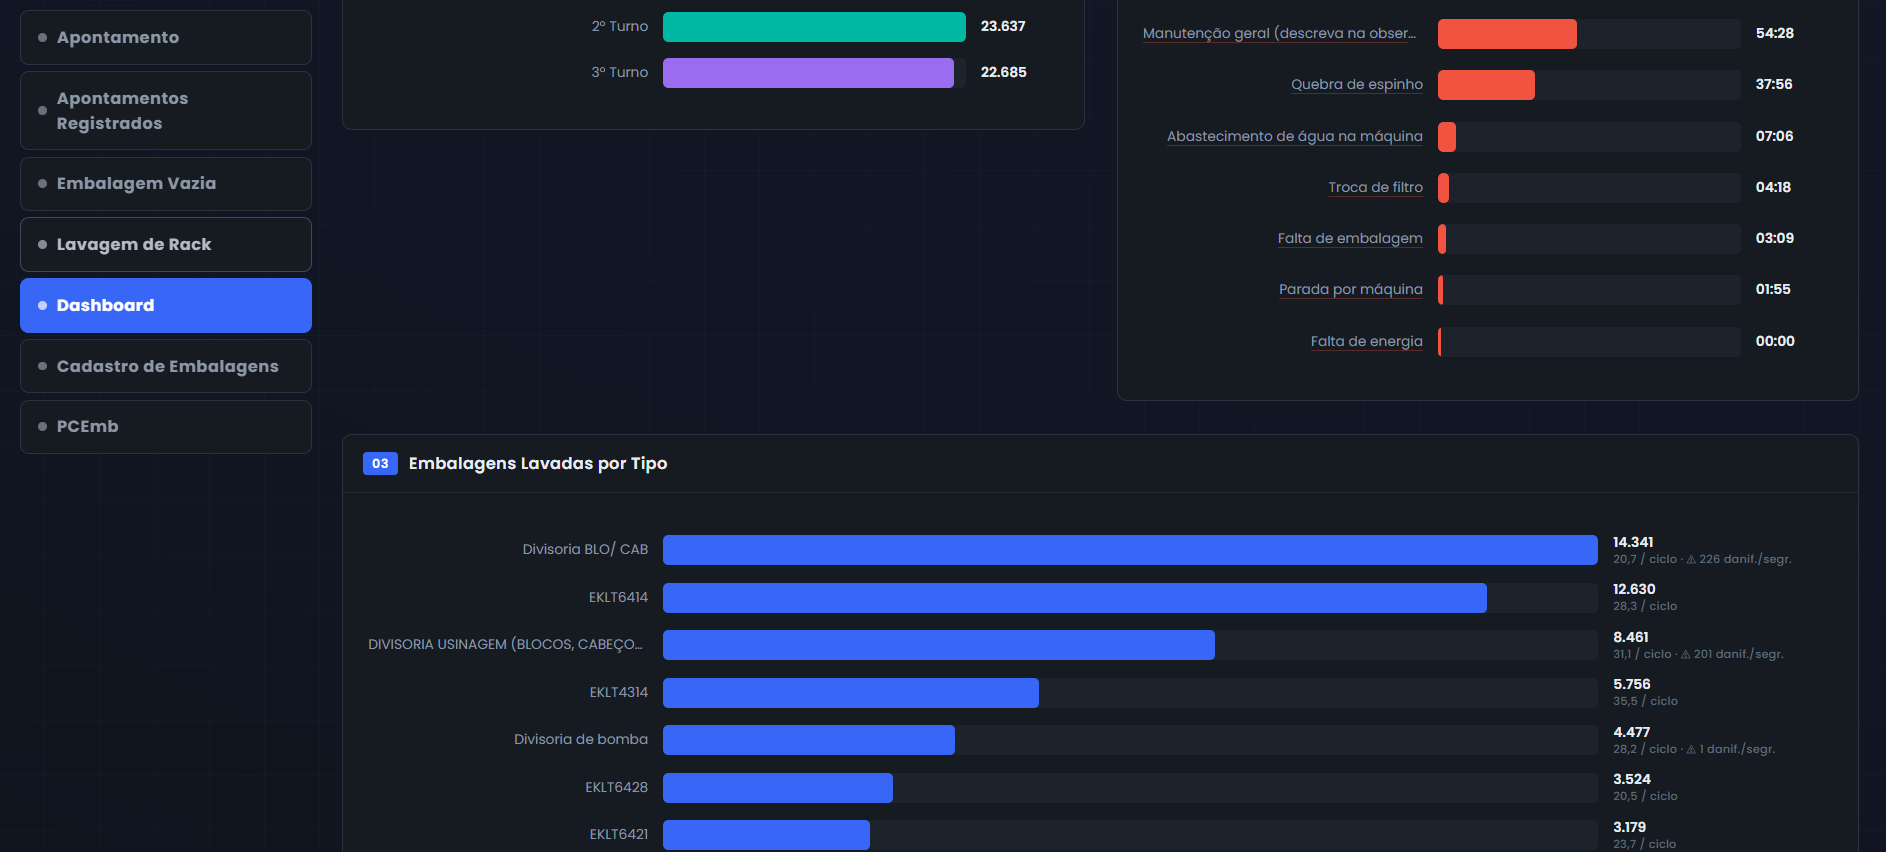 Apontamento
Apontamentos
Registrados
Embalagem Vazia
Lavagem de Rack
Dashboard
Cadastro de Embalagens
PCEmb
2º Turno 23.637
3º Turno 22.685
Manutenção geral (descreva na obser... 54:28
Quebra de espinho 37:56
Abastecimento de água na máquina 07:06
Troca de filtro 04:18
Falta de embalagem 03:09
Parada por máquina 01:55
Falta de energia 00:00
03 Embalagens Lavadas por Tipo
Divisoria BLO/ CAB 14.341
20,7 / ciclo · ⚠ 226 danif./segr.
EKLT6414 12.630
28,3 / ciclo
DIVISORIA USINAGEM (BLOCOS, CABEÇO... 8.461
31,1 / ciclo · ⚠ 201 danif./segr.
EKLT4314 5.756
35,5 / ciclo
Divisoria de bomba 4.477
28,2 / ciclo · ⚠ 1 danif./segr.
EKLT6428 3.524
20,5 / ciclo
EKLT6421 3.179
23,7 / ciclo